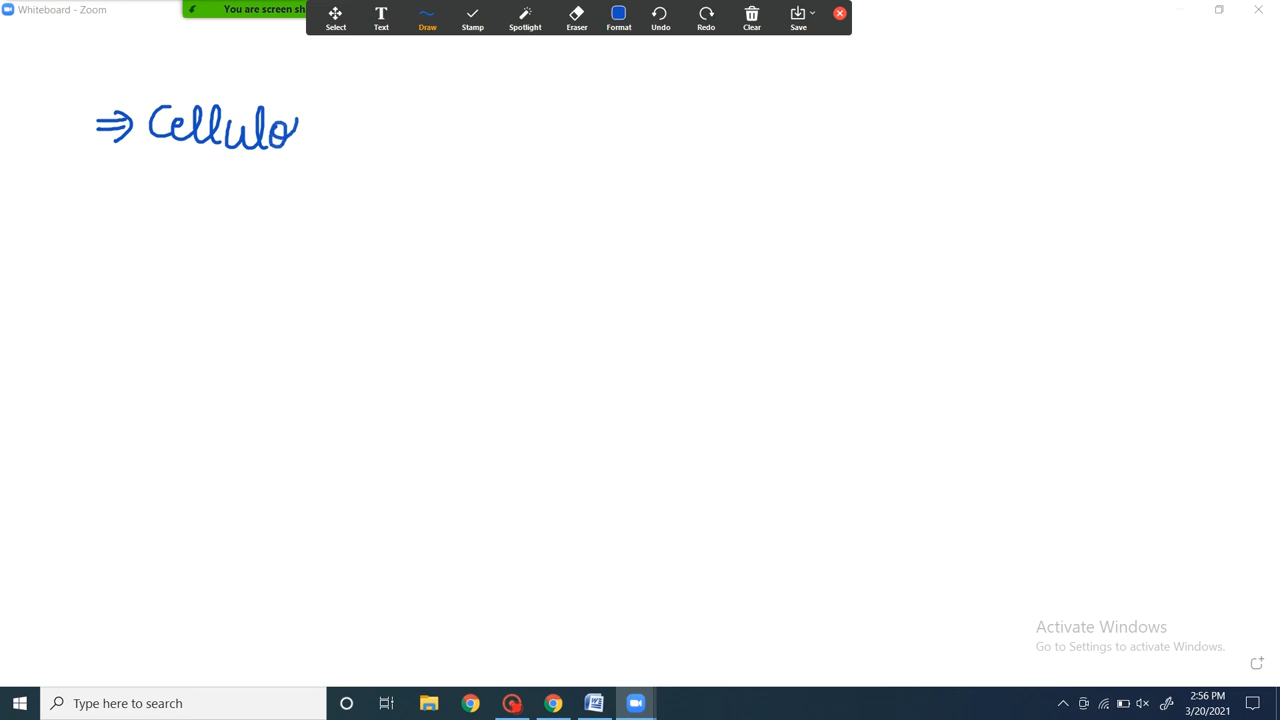 Whiteboard - Zoom
You are screen sh
Select Text Draw Stamp Spotlight Eraser Format Undo Redo Clear Save
⇒ Cellulo
Activate Windows
Go to Settings to activate Windows.
Type here to search
2:56 PM
3/20/2021